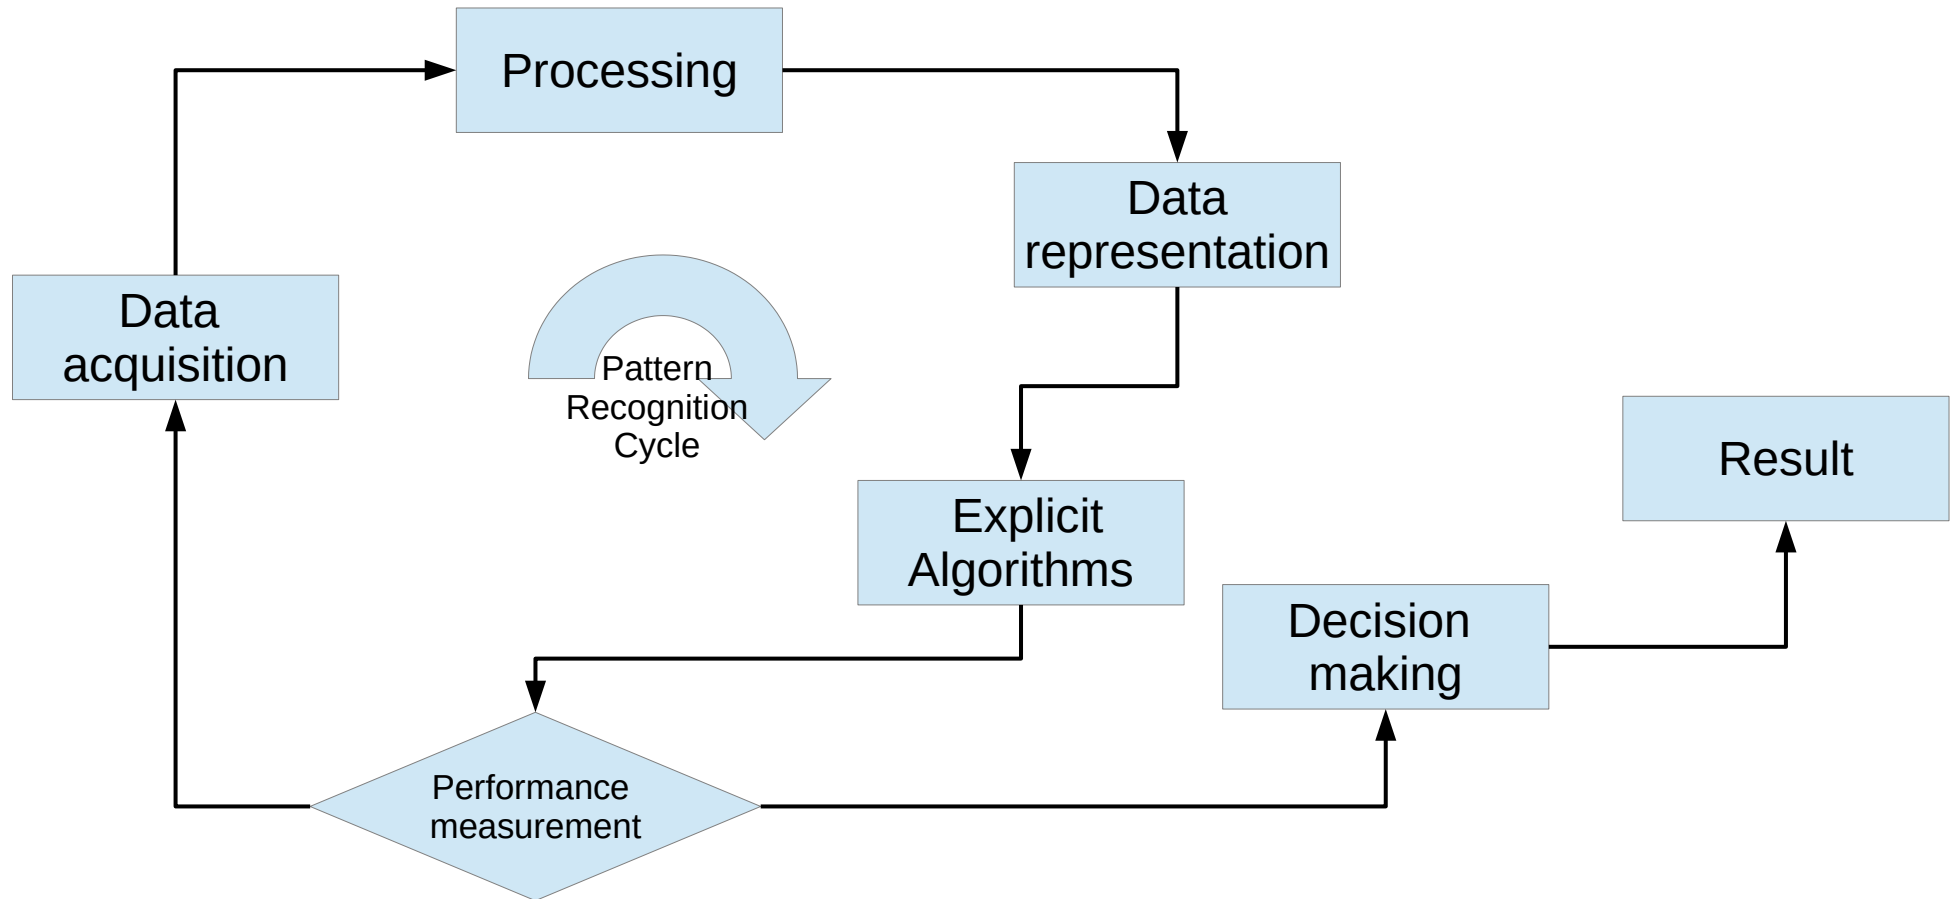 Processing
Data
representation
Data
acquisition
Pattern
Recognition
Cycle
Explicit
Algorithms
Result
Decision
making
Performance
measurement